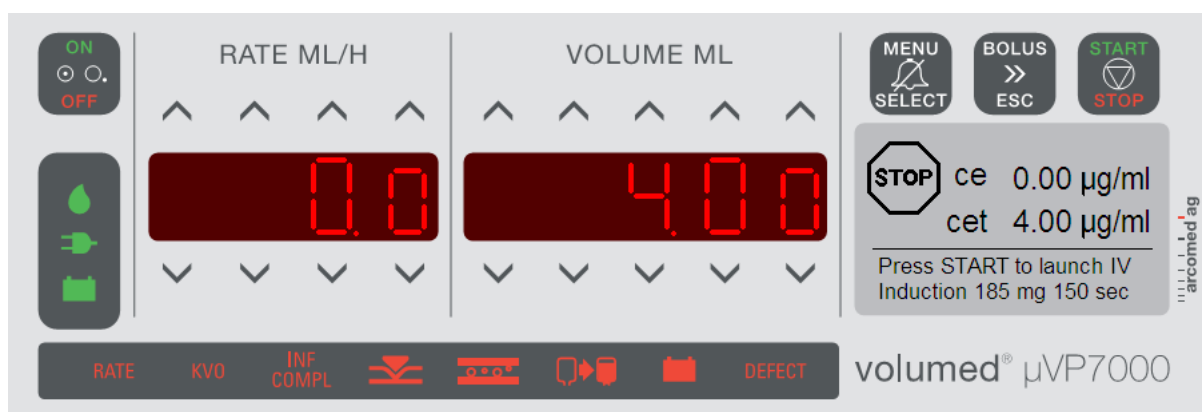 ON
OFF
RATE ML/H
VOLUME ML
MENU
SELECT
BOLUS
ESC
START
STOP
0.0
4.00
STOP ce 0.00 µg/ml
cet 4.00 µg/ml
Press START to launch IV
Induction 185 mg 150 sec
arcomed ag
RATE KVO INF COMPL DEFECT
volumed® µVP7000